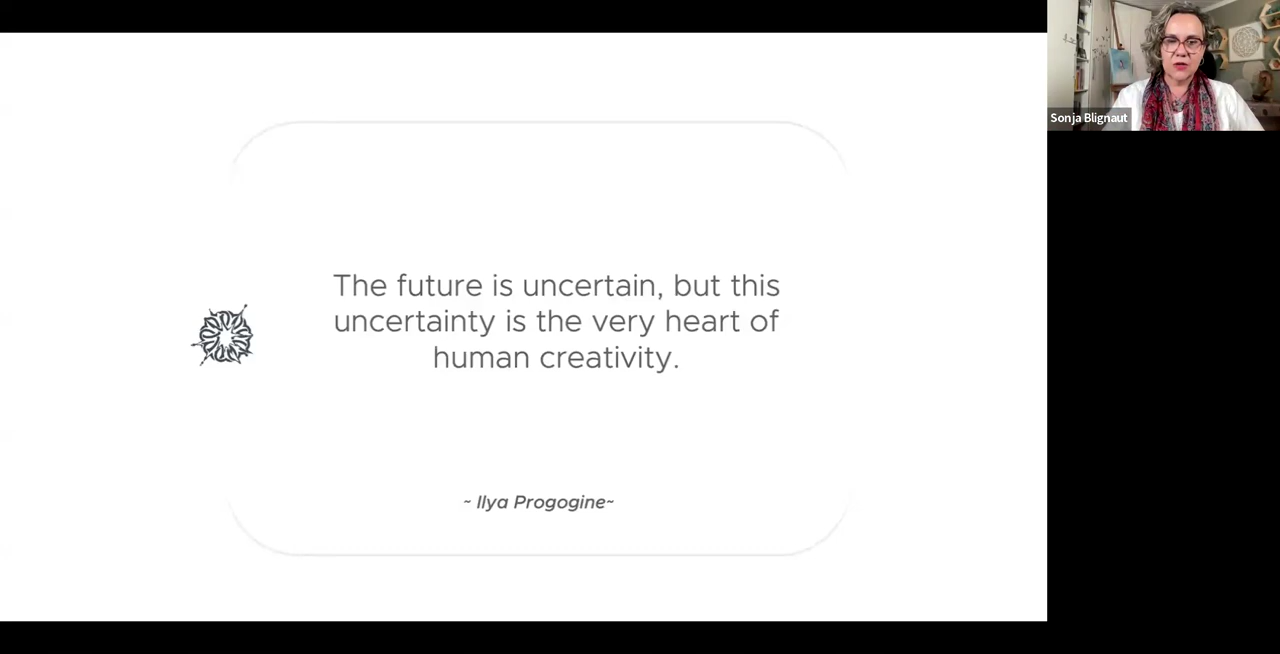 The future is uncertain, but this
uncertainty is the very heart of
human creativity.
~ Ilya Progogine~
Sonja Blignaut